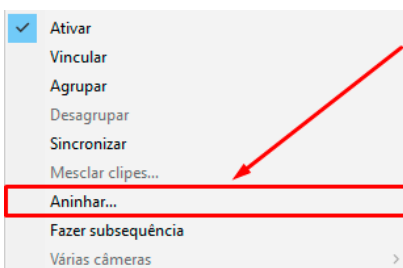 Ativar
Vincular
Agrupar
Desagrupar
Sincronizar
Mesclar clipes...
Aninhar...
Fazer subsequência
Várias câmeras